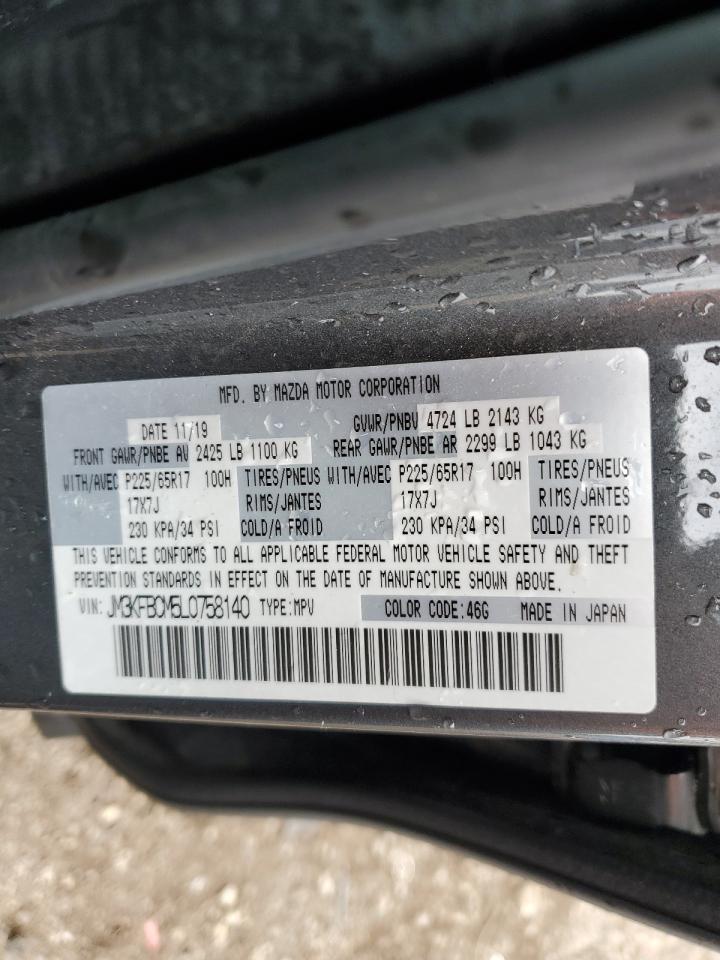 MFD. BY MAZDA MOTOR CORPORATION
DATE 11/19 GVWR/PNBV 4724 LB 2143 KG
FRONT GAWR/PNBE AV 2425 LB 1100 KG REAR GAWR/PNBE AR 2299 LB 1043 KG
WITH/AVEC P225/65R17 100H TIRES/PNEUS WITH/AVEC P225/65R17 100H TIRES/PNEUS
17X7J RIMS/JANTES 17X7J RIMS/JANTES
230 KPA/34 PSI COLD/A FROID 230 KPA/34 PSI COLD/A FROID
THIS VEHICLE CONFORMS TO ALL APPLICABLE FEDERAL MOTOR VEHICLE SAFETY AND THEFT
PREVENTION STANDARDS IN EFFECT ON THE DATE OF MANUFACTURE SHOWN ABOVE.
VIN: JM3KFBCM5L0758140 TYPE:MPV COLOR CODE:46G MADE IN JAPAN